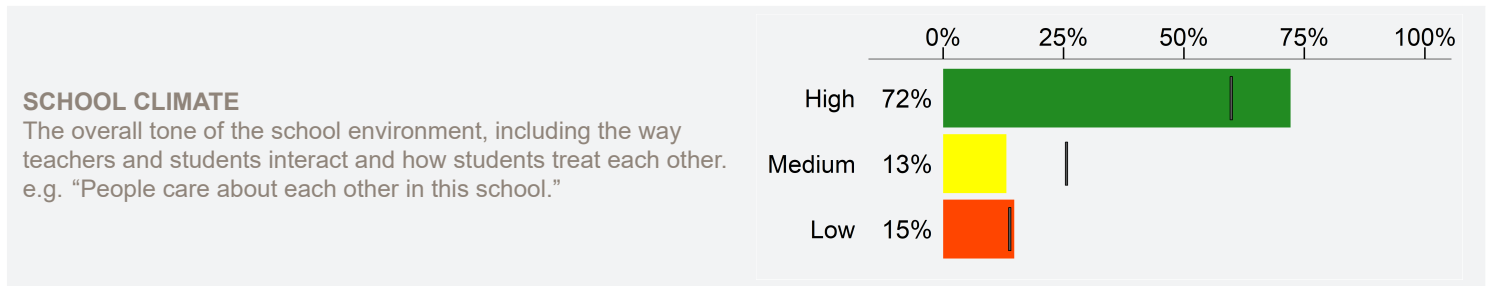 SCHOOL CLIMATE
The overall tone of the school environment, including the way
teachers and students interact and how students treat each other.
e.g. “People care about each other in this school.”
0% 25% 50% 75% 100%
High 72%
Medium 13%
Low 15%